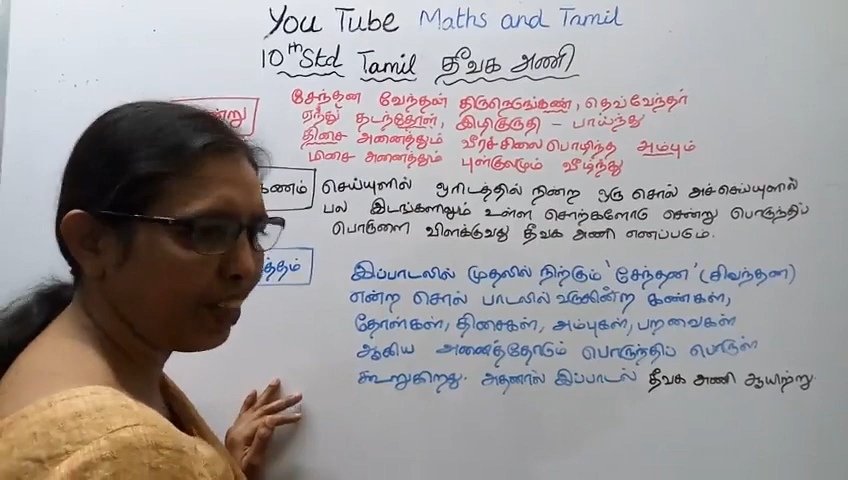 You Tube Maths and Tamil
10th Std Tamil தீவக அணி
சேந்தன வேந்தன் திருநெடுங்கண், தெவ்வேந்தர்
ஏந்து தடந்தோள், இழிகுருதி - பாய்ந்து
திசை அனைத்தும் வீரச்சிலைபொழிந்த அம்பும்
மிசை அனைத்தும் புள்குலமும் வீழ்ந்து
செய்யுளில் ஓரிடத்தில் நின்ற ஒரு சொல் அச்செய்யுளில்
பல இடங்களிலும் உள்ள சொற்களோடு சென்று பொருந்திப்
பொருளை விளக்குவது தீவக அணி எனப்படும்.
இப்பாடலில் முதலில் நிற்கும் 'சேந்தன' (சிவந்தன)
என்ற சொல் பாடலில் வருகின்ற கண்கள்,
தோள்கள், திசைகள், அம்புகள், பறவைகள்
ஆகிய அனைத்தோடும் பொருந்திப் பொருள்
கூறுகிறது. அதனால் இப்பாடல் தீவக அணி ஆயிற்று.